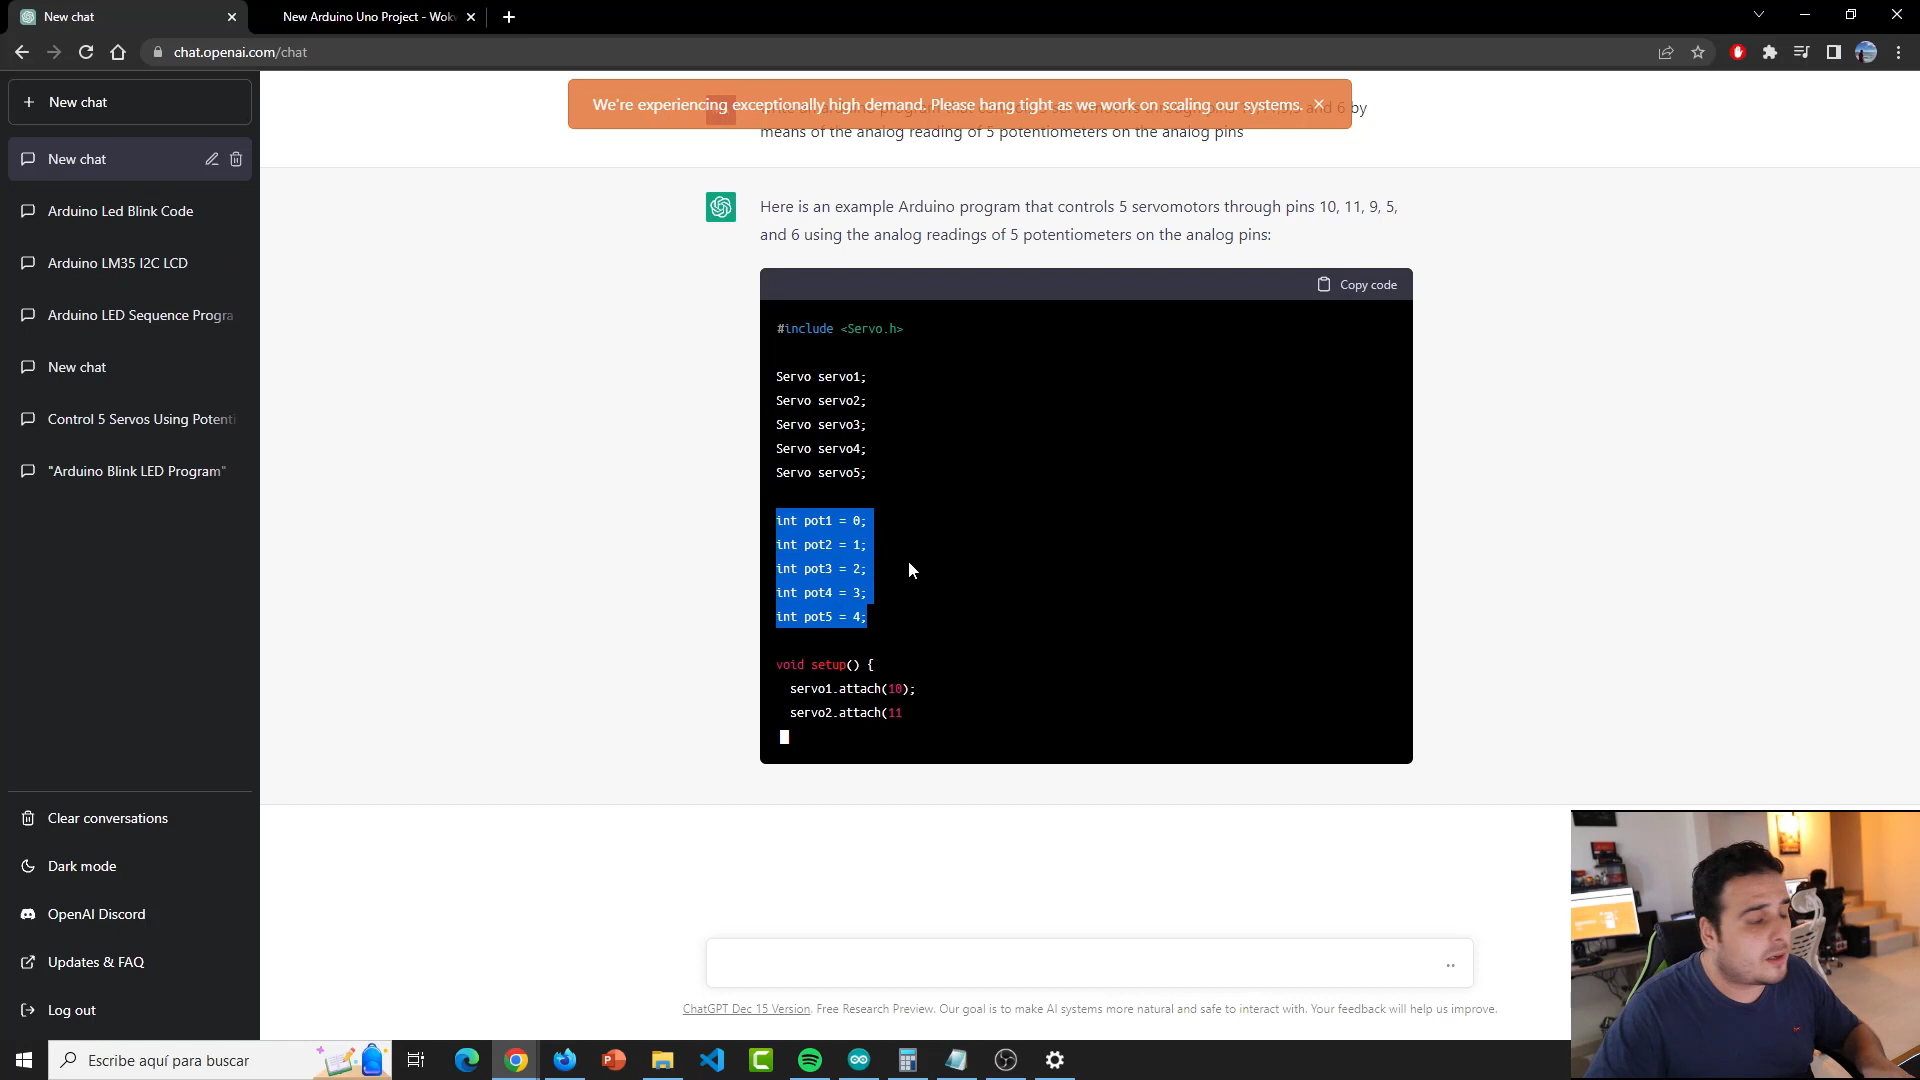 New chat
New Arduino Uno Project - Wokw
chat.openai.com/chat
New chat
New chat
Arduino Led Blink Code
Arduino LM35 I2C LCD
Arduino LED Sequence Progra
New chat
Control 5 Servos Using Potenti
"Arduino Blink LED Program"
Clear conversations
Dark mode
OpenAI Discord
Updates & FAQ
Log out
We're experiencing exceptionally high demand. Please hang tight as we work on scaling our systems.
and 6 by
means of the analog reading of 5 potentiometers on the analog pins
Here is an example Arduino program that controls 5 servomotors through pins 10, 11, 9, 5,
and 6 using the analog readings of 5 potentiometers on the analog pins:
Copy code
#include <Servo.h>
Servo servo1;
Servo servo2;
Servo servo3;
Servo servo4;
Servo servo5;
int pot1 = 0;
int pot2 = 1;
int pot3 = 2;
int pot4 = 3;
int pot5 = 4;
void setup() {
servo1.attach(10);
servo2.attach(11
ChatGPT Dec 15 Version. Free Research Preview. Our goal is to make AI systems more natural and safe to interact with. Your feedback will help us improve.
Escribe aquí para buscar